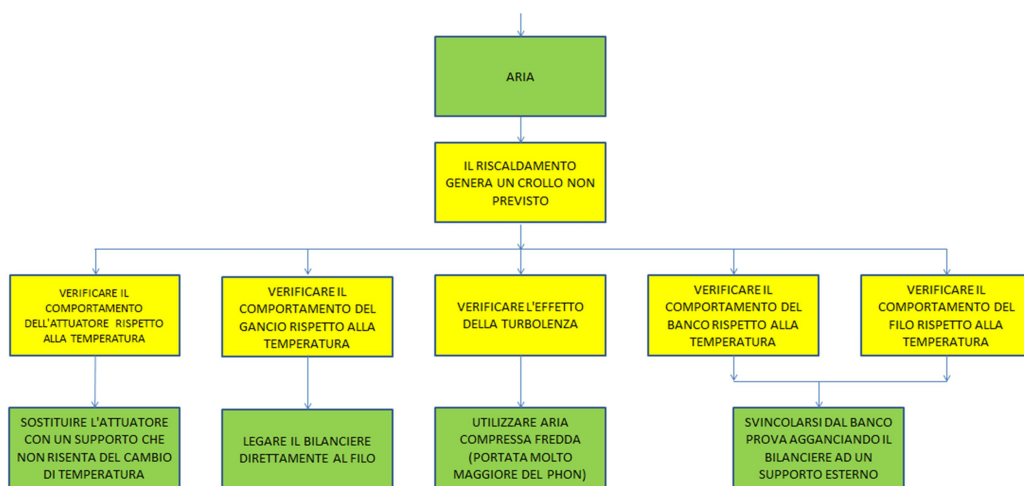 ARIA
IL RISCALDAMENTO
GENERA UN CROLLO NON
PREVISTO
VERIFICARE IL
COMPORTAMENTO
DELL'ATTUATORE RISPETTO
ALLA TEMPERATURA
VERIFICARE IL
COMPORTAMENTO DEL
GANCIO RISPETTO ALLA
TEMPERATURA
VERIFICARE L'EFFETTO
DELLA TURBOLENZA
VERIFICARE IL
COMPORTAMENTO DEL
BANCO RISPETTO ALLA
TEMPERATURA
VERIFICARE IL
COMPORTAMENTO DEL
FILO RISPETTO ALLA
TEMPERATURA
SOSTITUIRE L'ATTUATORE
CON UN SUPPORTO CHE
NON RISENTA DEL CAMBIO
DI TEMPERATURA
LEGARE IL BILANCIERE
DIRETTAMENTE AL FILO
UTILIZZARE ARIA
COMPRESSA FREDDA
(PORTATA MOLTO
MAGGIORE DEL PHON)
SVINCOLARSI DAL BANCO
PROVA AGGANCIANDO IL
BILANCIERE AD UN
SUPPORTO ESTERNO